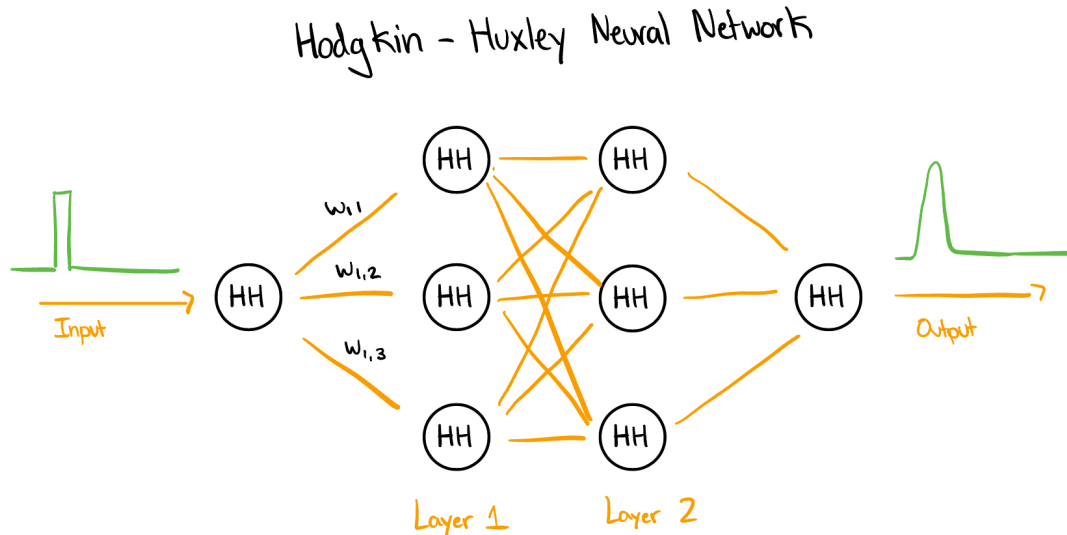 Hodgkin - Huxley Neural Network
HH
HH
W1,1
W1,2
HH
HH
HH
HH
Input
Output
W1,3
HH
HH
Layer 1
Layer 2